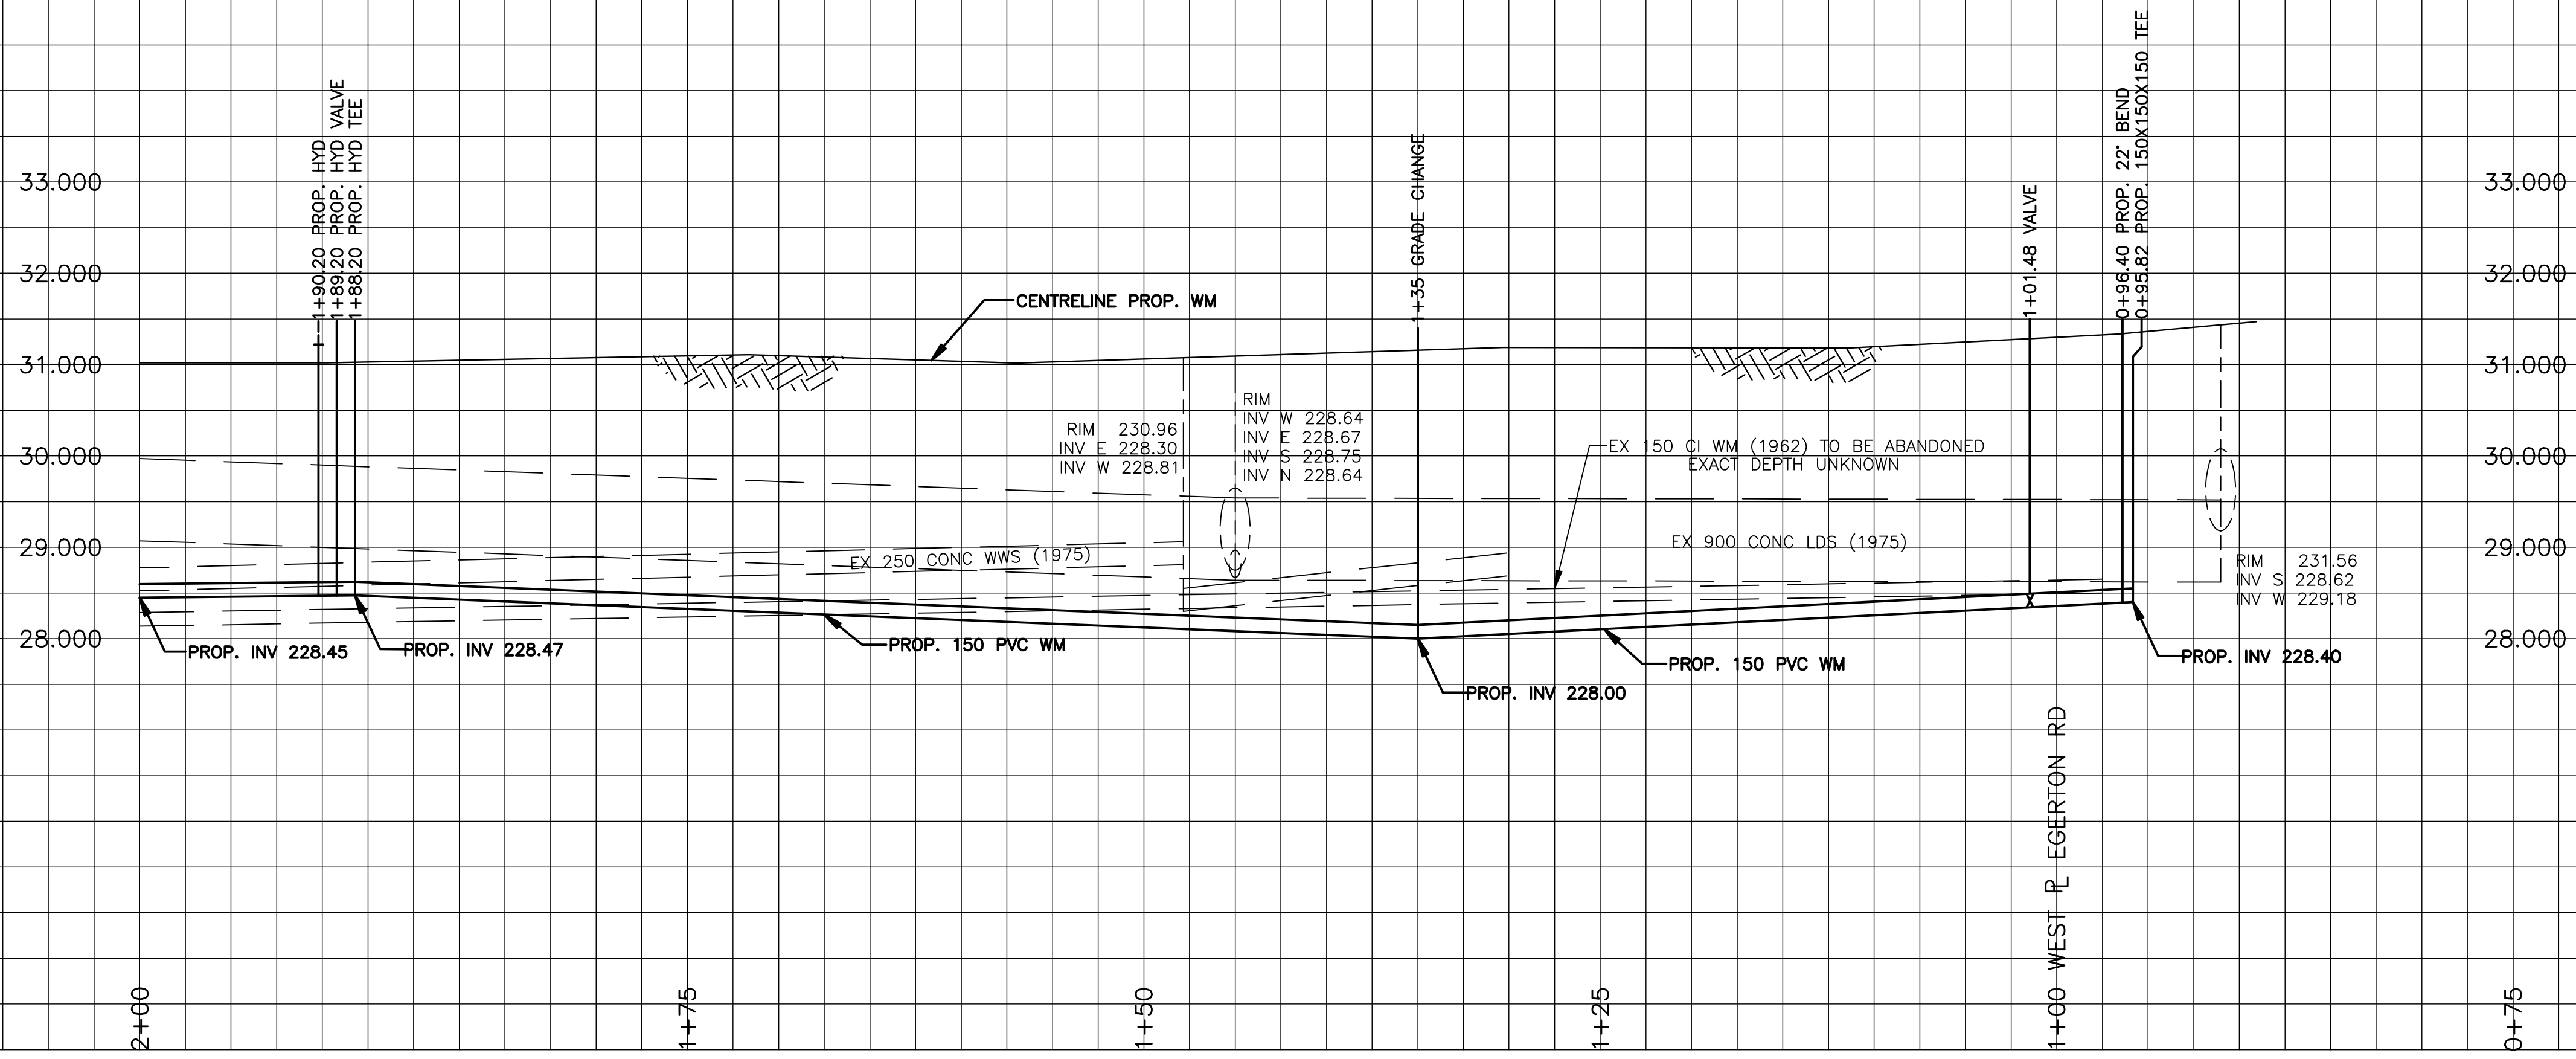 1+90.20 PROP. HYD
1+89.20 PROP. HYD VALVE
1+88.20 PROP. HYD TEE
1+35 GRADE CHANGE
1+01.48 VALVE
0+96.40 PROP. 22° BEND
0+95.82 PROP. 150X150X150 TEE
33.000
33.000
32.000
32.000
CENTRELINE PROP. WM
31.000
31.000
RIM 230.96
INV E 228.30
INV W 228.81
RIM
INV W 228.64
INV E 228.67
INV S 228.75
INV N 228.64
EX 150 CI WM (1962) TO BE ABANDONED
EXACT DEPTH UNKNOWN
30.000
30.000
29.000
EX 250 CONC WWS (1975)
EX 900 CONC LDS (1975)
29.000
RIM 231.56
INV S 228.62
INV W 229.18
28.000
28.000
PROP. INV 228.45
PROP. INV 228.47
PROP. 150 PVC WM
PROP. INV 228.00
PROP. 150 PVC WM
PROP. INV 228.40
2+00
1+75
1+50
1+25
1+00 WEST PL EGERTON RD
0+75